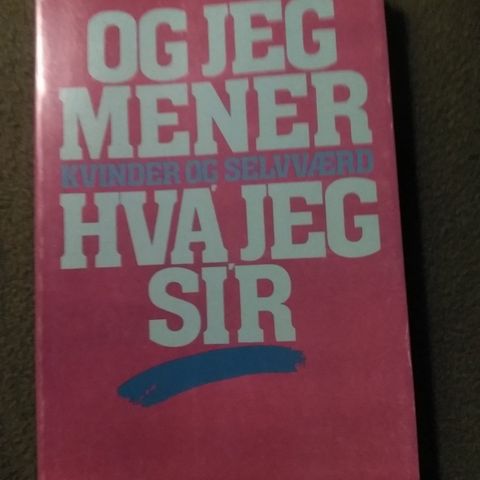 OG JEG
MENER
KVINDER OG SELVVÆRD
HVA' JEG
SI'R